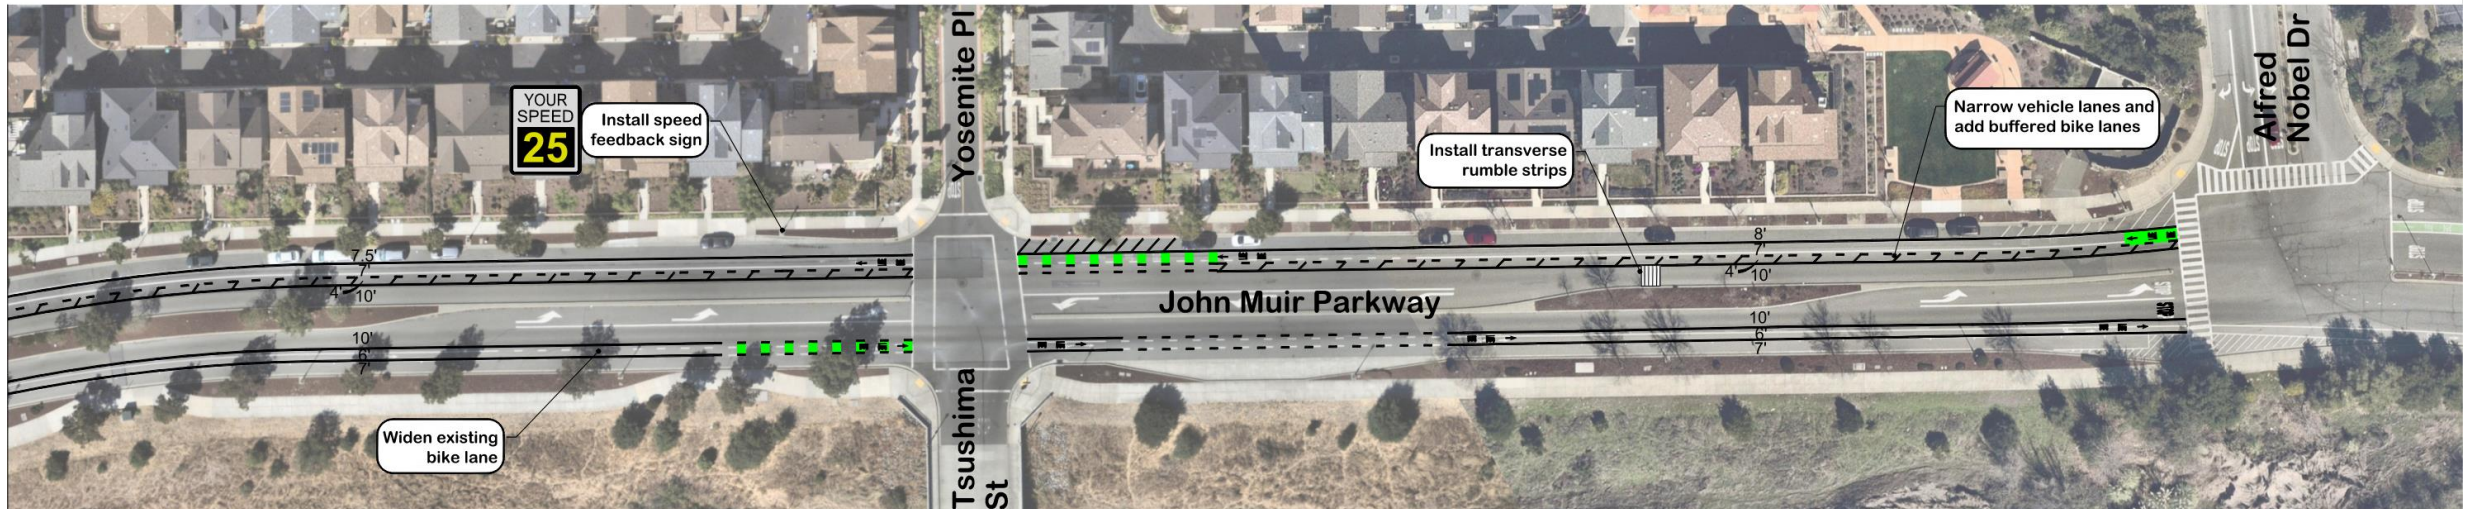 YOUR
SPEED
25
Install speed
feedback sign
Yosemite Pl
Install transverse
rumble strips
Narrow vehicle lanes and
add buffered bike lanes
Alfred
Nobel Dr
STOP
STOP
7.5'
7'
4'
10'
10'
6'
7'
8'
7'
4'
10'
John Muir Parkway
10'
6'
7'
Widen existing
bike lane
Tsushima
St